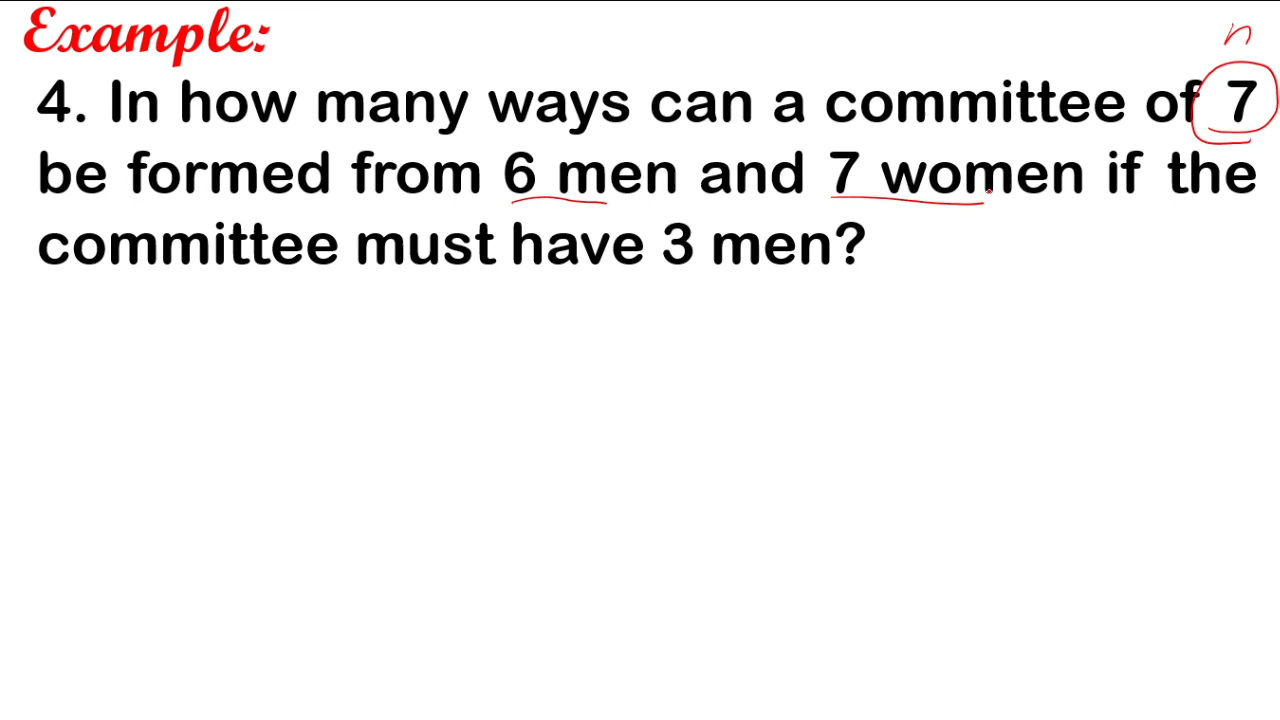 Example:
n
4. In how many ways can a committee of 7
be formed from 6 men and 7 women if the
committee must have 3 men?